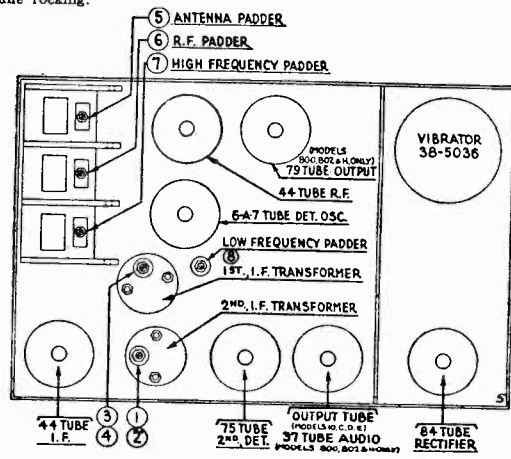 tune rocking.
⑤ ANTENNA PADDER
⑥ R.F. PADDER
⑦ HIGH FREQUENCY PADDER
VIBRATOR
38-5036
(MODELS
800, 802 & H. ONLY)
79 TUBE OUTPUT
44 TUBE R.F.
6-A-7 TUBE DET. OSC.
LOW FREQUENCY PADDER
⑧
1ST. I.F. TRANSFORMER
2ND. I.F. TRANSFORMER
44 TUBE
I.F.
③
④
①
②
75 TUBE
2ND. DET.
OUTPUT TUBE
(MODELS 10, C, D, E)
37 TUBE AUDIO
(MODELS 800, 802 & H ONLY)
84 TUBE
RECTIFIER
5